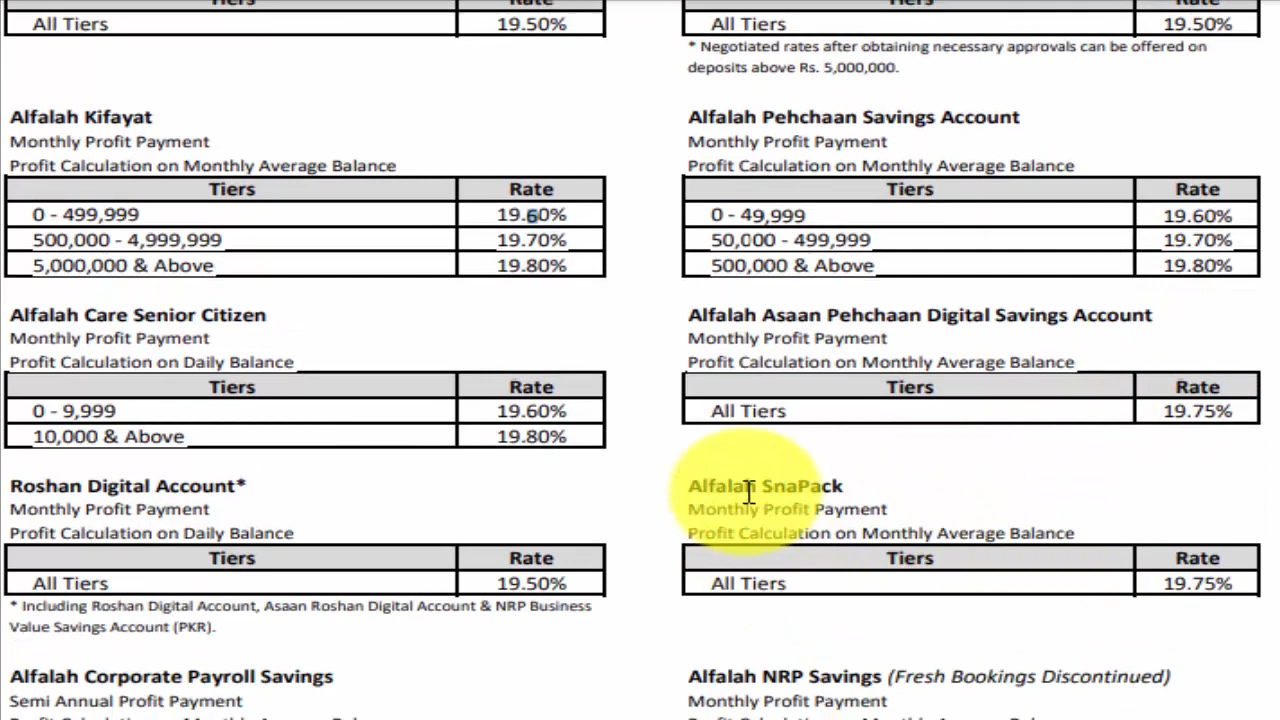 Tiers
All Tiers 19.50%
Alfalah Kifayat
Monthly Profit Payment
Profit Calculation on Monthly Average Balance
Tiers Rate
0 - 499,999 19.60%
500,000 - 4,999,999 19.70%
5,000,000 & Above 19.80%
Alfalah Care Senior Citizen
Monthly Profit Payment
Profit Calculation on Daily Balance
Tiers Rate
0 - 9,999 19.60%
10,000 & Above 19.80%
Roshan Digital Account*
Monthly Profit Payment
Profit Calculation on Daily Balance
Tiers Rate
All Tiers 19.50%
* Including Roshan Digital Account, Asaan Roshan Digital Account & NRP Business
Value Savings Account (PKR).
Alfalah Corporate Payroll Savings
Semi Annual Profit Payment
Tiers Rate
All Tiers 19.50%
* Negotiated rates after obtaining necessary approvals can be offered on
deposits above Rs. 5,000,000.
Alfalah Pehchaan Savings Account
Monthly Profit Payment
Profit Calculation on Monthly Average Balance
Tiers Rate
0 - 49,999 19.60%
50,000 - 499,999 19.70%
500,000 & Above 19.80%
Alfalah Asaan Pehchaan Digital Savings Account
Monthly Profit Payment
Profit Calculation on Monthly Average Balance
Tiers Rate
All Tiers 19.75%
Alfalah SnaPack
Monthly Profit Payment
Profit Calculation on Monthly Average Balance
Tiers Rate
All Tiers 19.75%
Alfalah NRP Savings (Fresh Bookings Discontinued)
Monthly Profit Payment